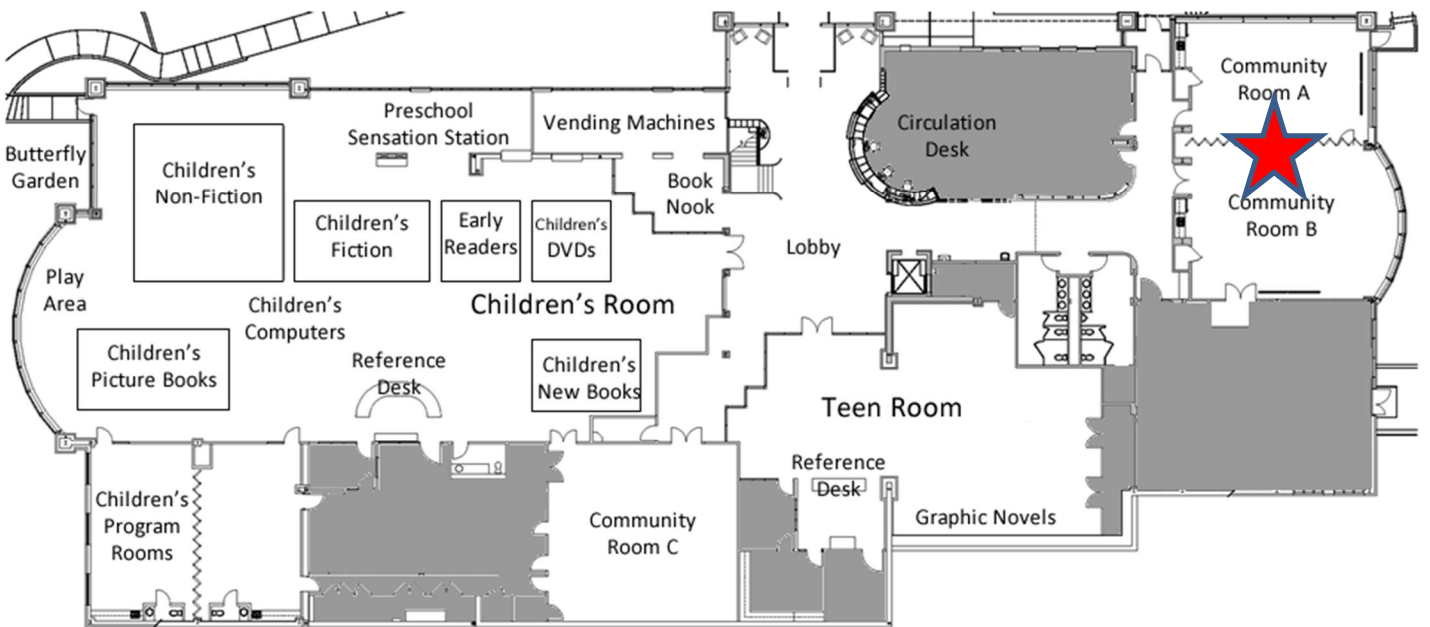 Community
Room A
Preschool
Sensation Station
Vending Machines
Circulation
Desk
Butterfly
Garden
Children's
Non-Fiction
Book
Nook
Community
Room B
Children's
Fiction
Early
Readers
Children's
DVDs
Lobby
Play
Area
Children's
Computers
Children's Room
Children's
Picture Books
Reference
Desk
Children's
New Books
Teen Room
Reference
Desk
Children's
Program
Rooms
Community
Room C
Graphic Novels